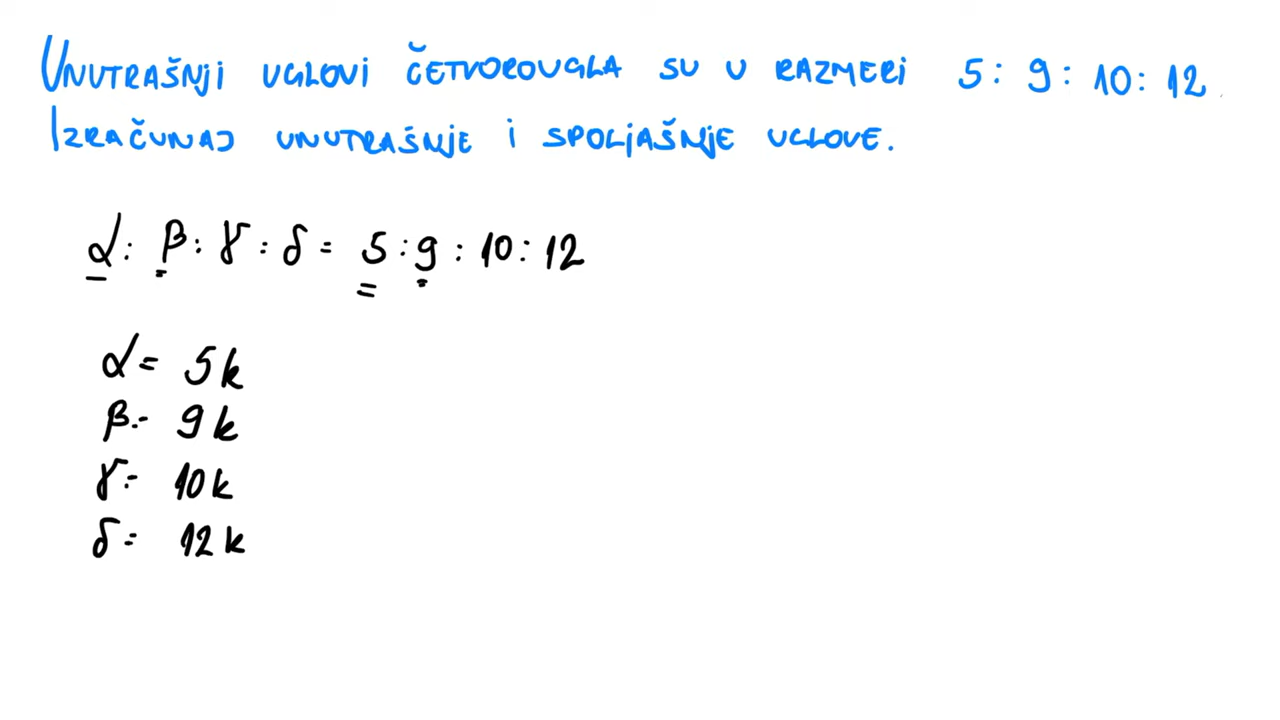 UNUTRAŠNJI UGLOVI ČETVOROUGLA SU U RAZMERI 5 : 9 : 10 : 12
IZRAČUNAJ UNUTRAŠNJE I SPOLJAŠNJE UGLOVE.
α : β : γ : δ = 5 : 9 : 10 : 12
α = 5k
β = 9k
γ = 10k
δ = 12k